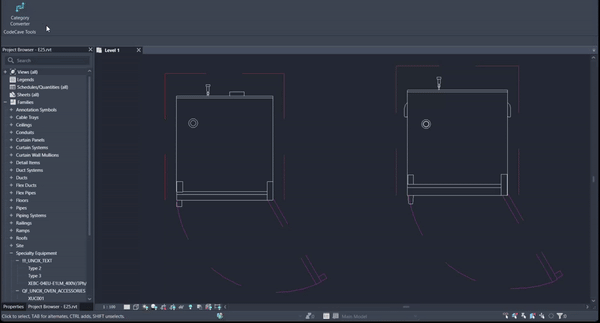 Category
Converter
CodeCave Tools
Project Browser - E25.rvt
Level 1
Search
Views (all)
Legends
Schedules/Quantities (all)
Sheets (all)
Families
Annotation Symbols
Cable Trays
Ceilings
Conduits
Curtain Panels
Curtain Systems
Curtain Wall Mullions
Detail Items
Duct Systems
Ducts
Flex Ducts
Flex Pipes
Floors
Pipes
Piping Systems
Railings
Ramps
Roofs
Site
Specialty Equipment
Type 2
Type 3
QF_UNOX_OVEN_ACCESSORIES
XUC001
Properties
Project Browser - E25.rvt
1 : 100
Click to select, TAB for alternates, CTRL adds, SHIFT unselects.
Main Model